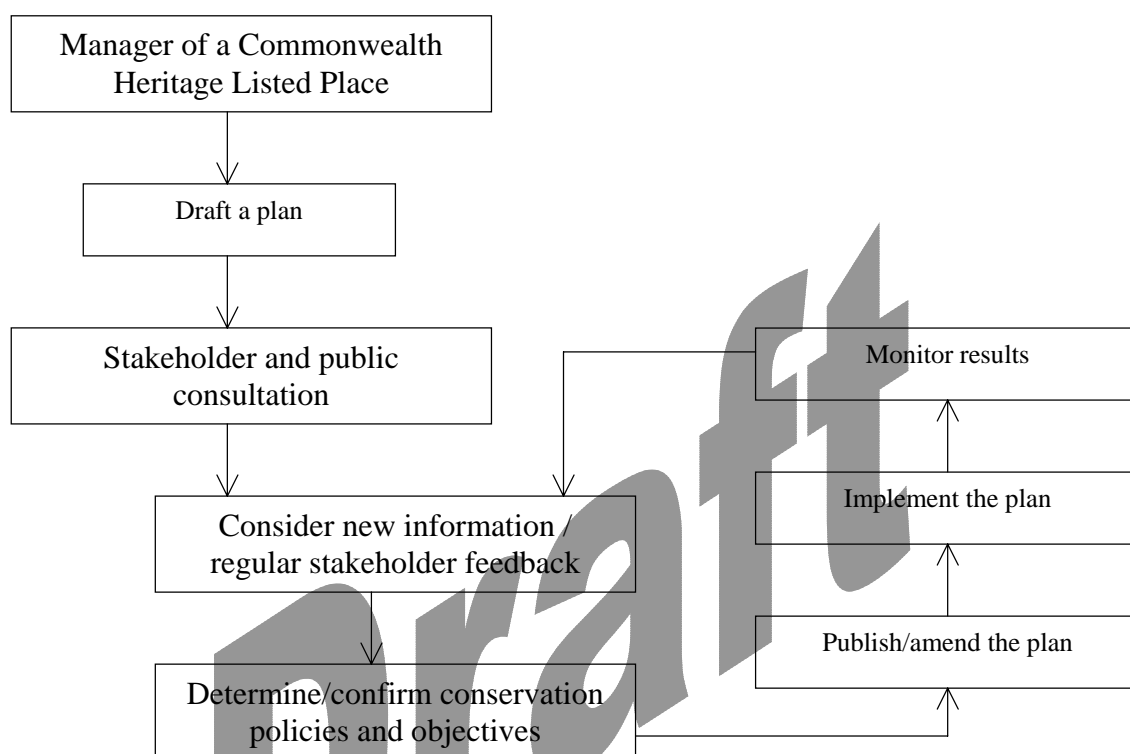 Manager of a Commonwealth
Heritage Listed Place
Draft a plan
Stakeholder and public
consultation
Monitor results
Consider new information /
regular stakeholder feedback
Implement the plan
Publish/amend the plan
Determine/confirm conservation
policies and objectives
Draft